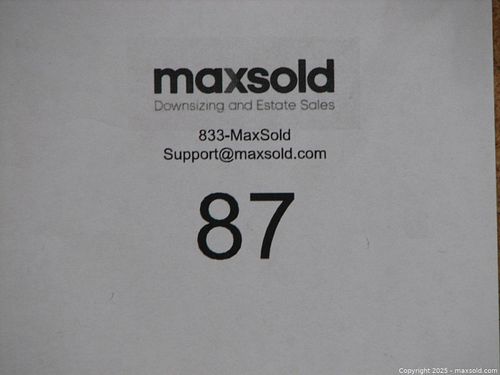 maxsold
Downsizing and Estate Sales
833-MaxSold
Support@maxsold.com
87
Copyright 2025 - maxsold.com